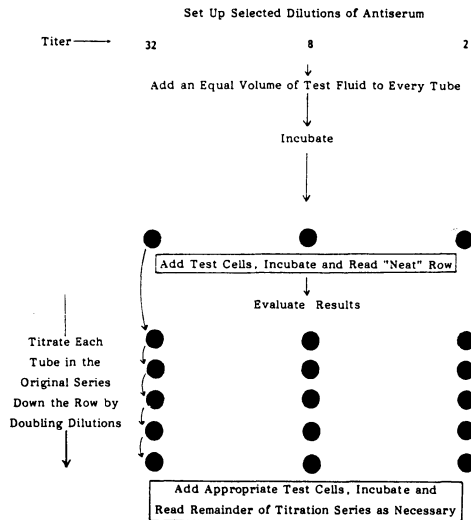 Set Up Selected Dilutions of Antiserum
Titer
32 8 2
Add an Equal Volume of Test Fluid to Every Tube
Incubate
Add Test Cells, Incubate and Read "Neat" Row
Evaluate Results
Titrate Each
Tube in the
Original Series
Down the Row by
Doubling Dilutions
Add Appropriate Test Cells, Incubate and
Read Remainder of Titration Series as Necessary